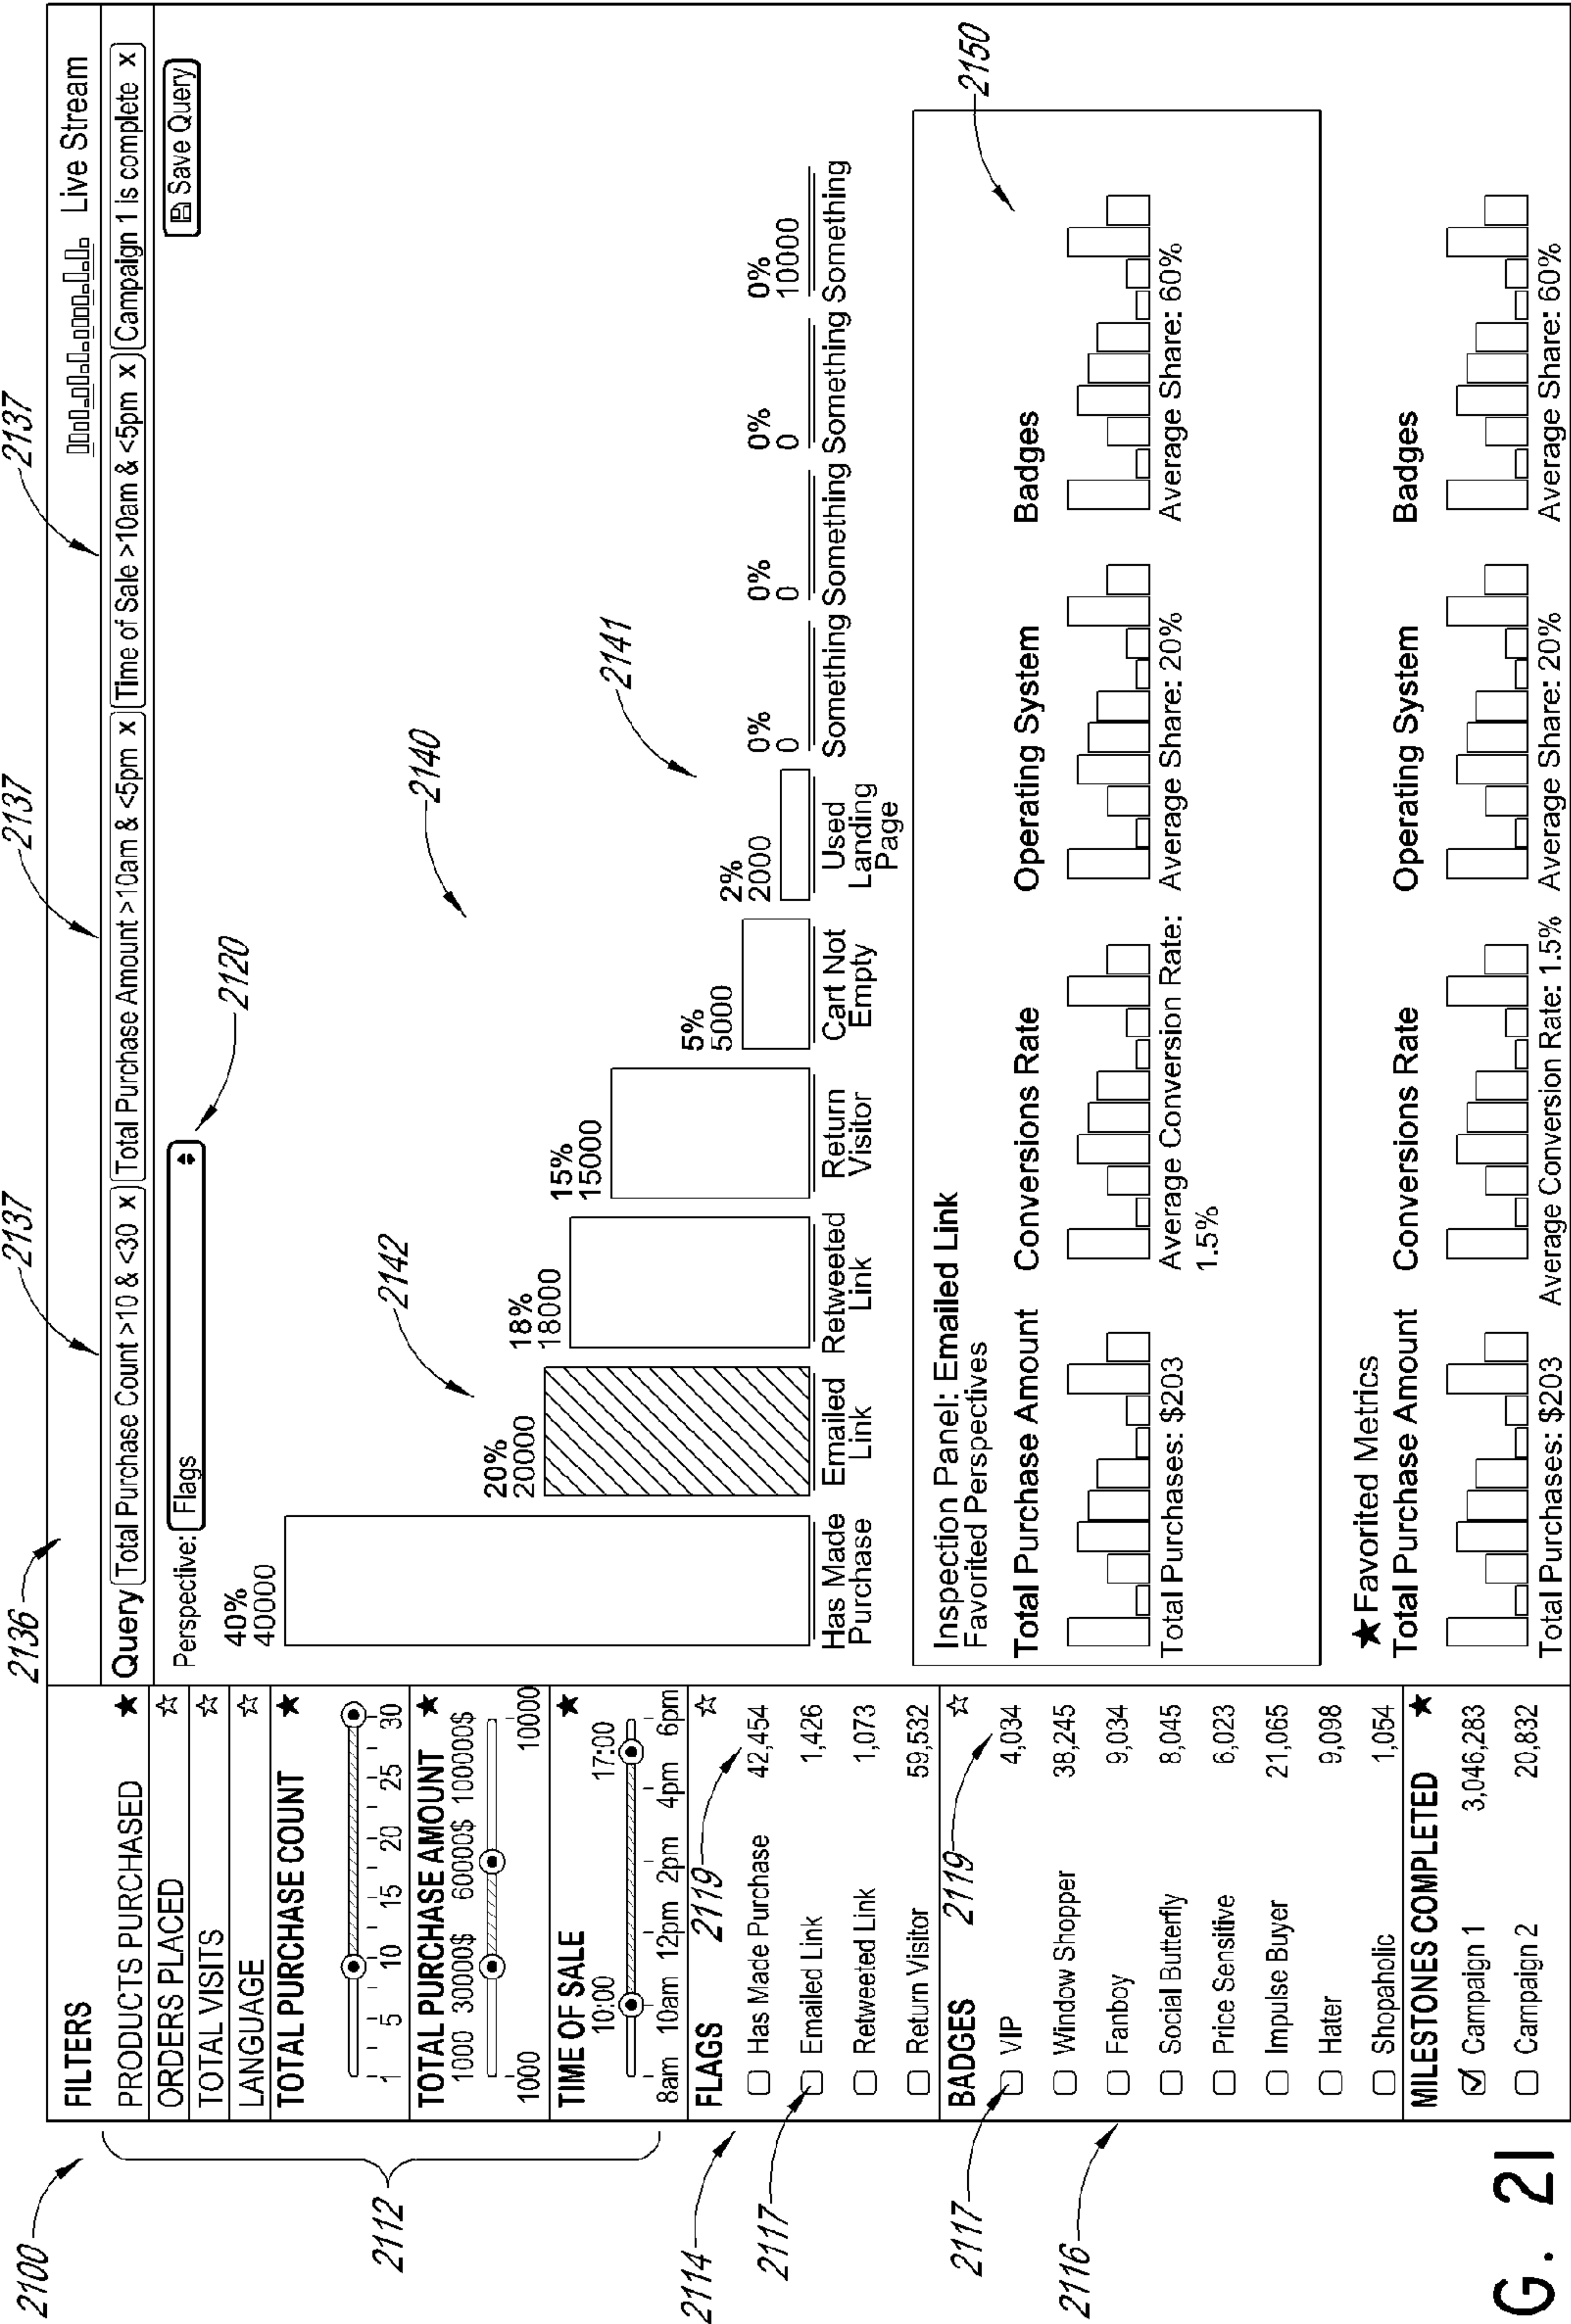 2100
2136
2137
2137
2137
FILTERS
Live Stream
PRODUCTS PURCHASED ★
ORDERS PLACED ☆
TOTAL VISITS ☆
LANGUAGE ☆
TOTAL PURCHASE COUNT ★
1 5 10 15 20 25 30
TOTAL PURCHASE AMOUNT ★
1000 30000$ 60000$ 100000$
1000 10000
TIME OF SALE ★
10:00 17:00
8am 10am 12pm 2pm 4pm 6pm
2112
FLAGS ☆
2119
Has Made Purchase 42,454
Emailed Link 1,426
Retweeted Link 1,073
Return Visitor 59,532
2114
2117
BADGES ☆
2119
VIP 4,034
Window Shopper 38,245
Fanboy 9,034
Social Butterfly 8,045
Price Sensitive 6,023
Impulse Buyer 21,065
Hater 9,098
Shopaholic 1,054
2117
2116
MILESTONES COMPLETED ★
Campaign 1 3,046,283
Campaign 2 20,832
Query Total Purchase Count >10 & <30 x Total Purchase Amount >10am & <5pm x Time of Sale >10am & <5pm x Campaign 1 is complete x
Perspective: Flags
2120
Save Query
40%
40000
Has Made
Purchase
20%
20000
Emailed
Link
2142
18%
18000
Retweeted
Link
15%
15000
Return
Visitor
2140
5%
5000
Cart Not
Empty
2%
2000
Used
Landing
Page
2141
0%
0
Something
0%
0
Something
0%
0
Something
0%
10000
Something
2150
Inspection Panel: Emailed Link
Favorited Perspectives
Total Purchase Amount Conversions Rate Operating System Badges
Total Purchases: $203 Average Conversion Rate: Average Share: 20% Average Share: 60%
1.5%
★ Favorited Metrics
Total Purchase Amount Conversions Rate Operating System Badges
Total Purchases: $203 Average Conversion Rate: 1.5% Average Share: 20% Average Share: 60%
G. 21